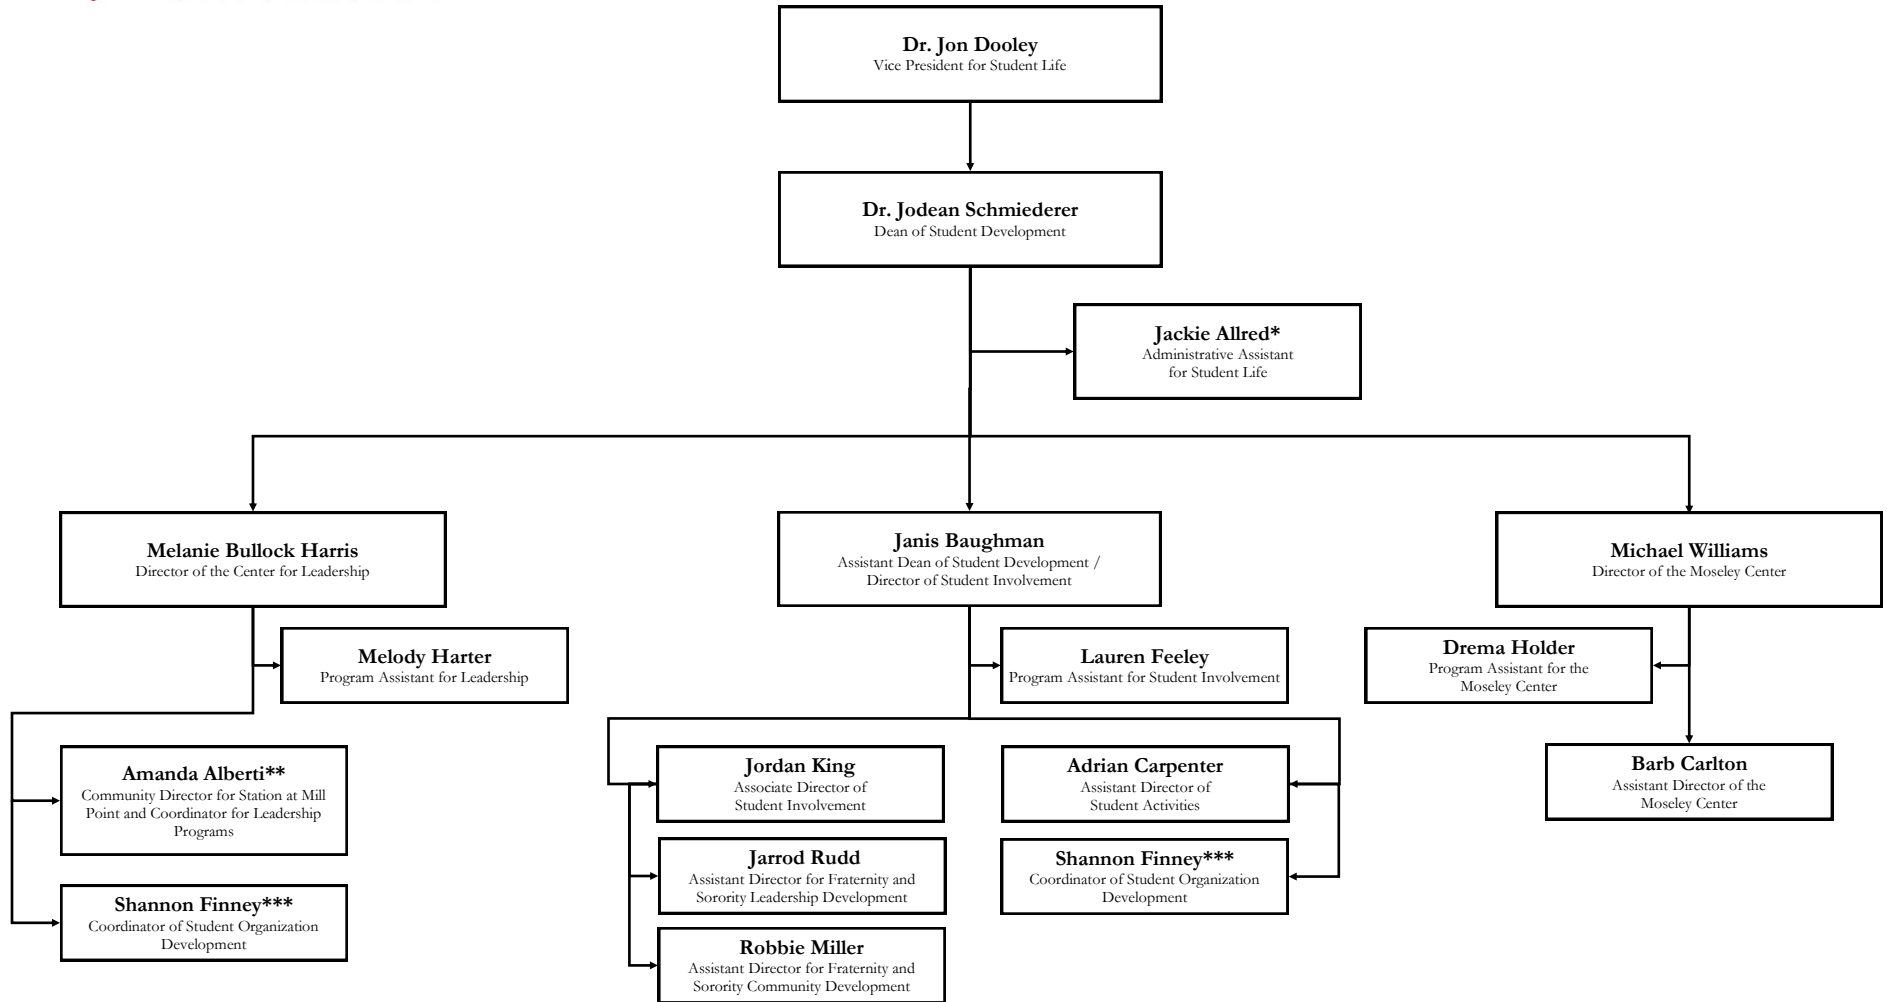 Dr. Jon Dooley
Vice President for Student Life
Dr. Jodean Schmiederer
Dean of Student Development
Jackie Allred*
Administrative Assistant
for Student Life
Melanie Bullock Harris
Director of the Center for Leadership
Janis Baughman
Assistant Dean of Student Development /
Director of Student Involvement
Michael Williams
Director of the Moseley Center
Melody Harter
Program Assistant for Leadership
Lauren Feeley
Program Assistant for Student Involvement
Drema Holder
Program Assistant for the
Moseley Center
Amanda Alberti**
Community Director for Station at Mill
Point and Coordinator for Leadership
Programs
Shannon Finney***
Coordinator of Student Organization
Development
Jordan King
Associate Director of
Student Involvement
Jarrod Rudd
Assistant Director for Fraternity and
Sorority Leadership Development
Robbie Miller
Assistant Director for Fraternity and
Sorority Community Development
Adrian Carpenter
Assistant Director of
Student Activities
Shannon Finney***
Coordinator of Student Organization
Development
Barb Carlton
Assistant Director of the
Moseley Center